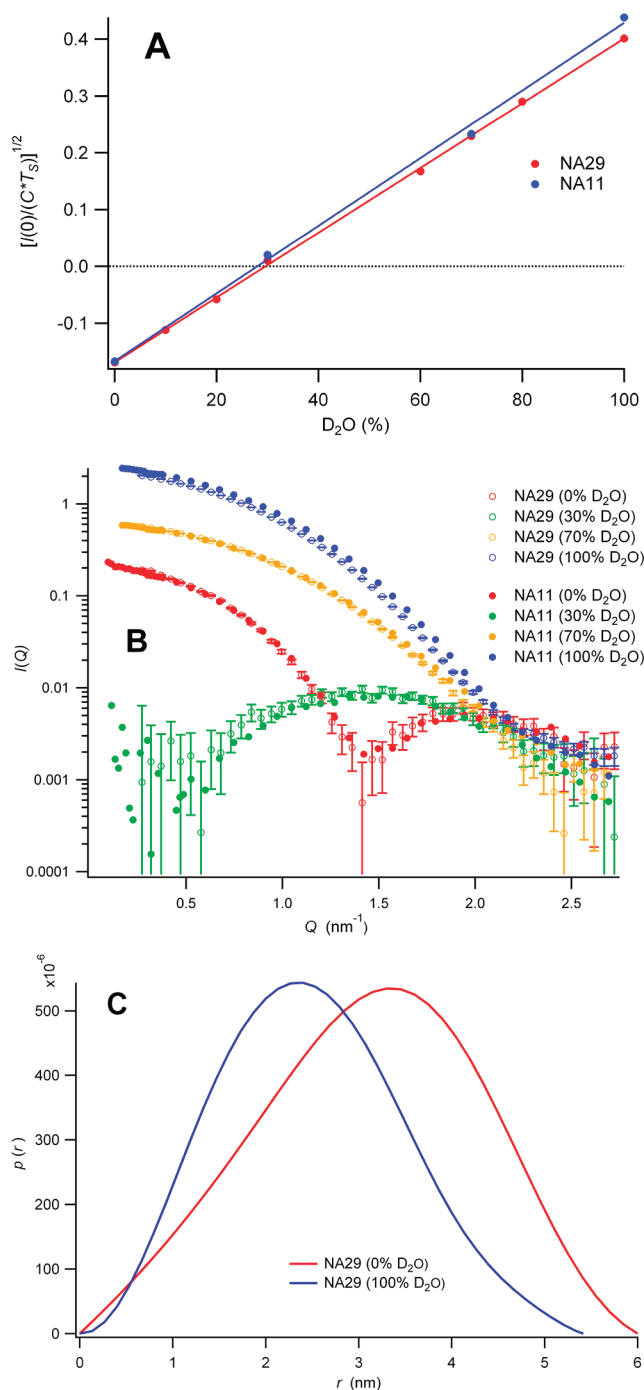 A
[I(0)/(C*T_S)]^1/2
0.4
0.3
0.2
0.1
0.0
-0.1
NA29
NA11
0
20
40
60
80
100
D₂O (%)
B
I(Q)
1
0.1
0.01
0.001
0.0001
NA29 (0% D₂O)
NA29 (30% D₂O)
NA29 (70% D₂O)
NA29 (100% D₂O)
NA11 (0% D₂O)
NA11 (30% D₂O)
NA11 (70% D₂O)
NA11 (100% D₂O)
0.5
1.0
1.5
2.0
2.5
Q (nm⁻¹)
x10⁻⁶
C
p (r)
500
400
300
200
100
0
NA29 (0% D₂O)
NA29 (100% D₂O)
0
1
2
3
4
5
6
r (nm)